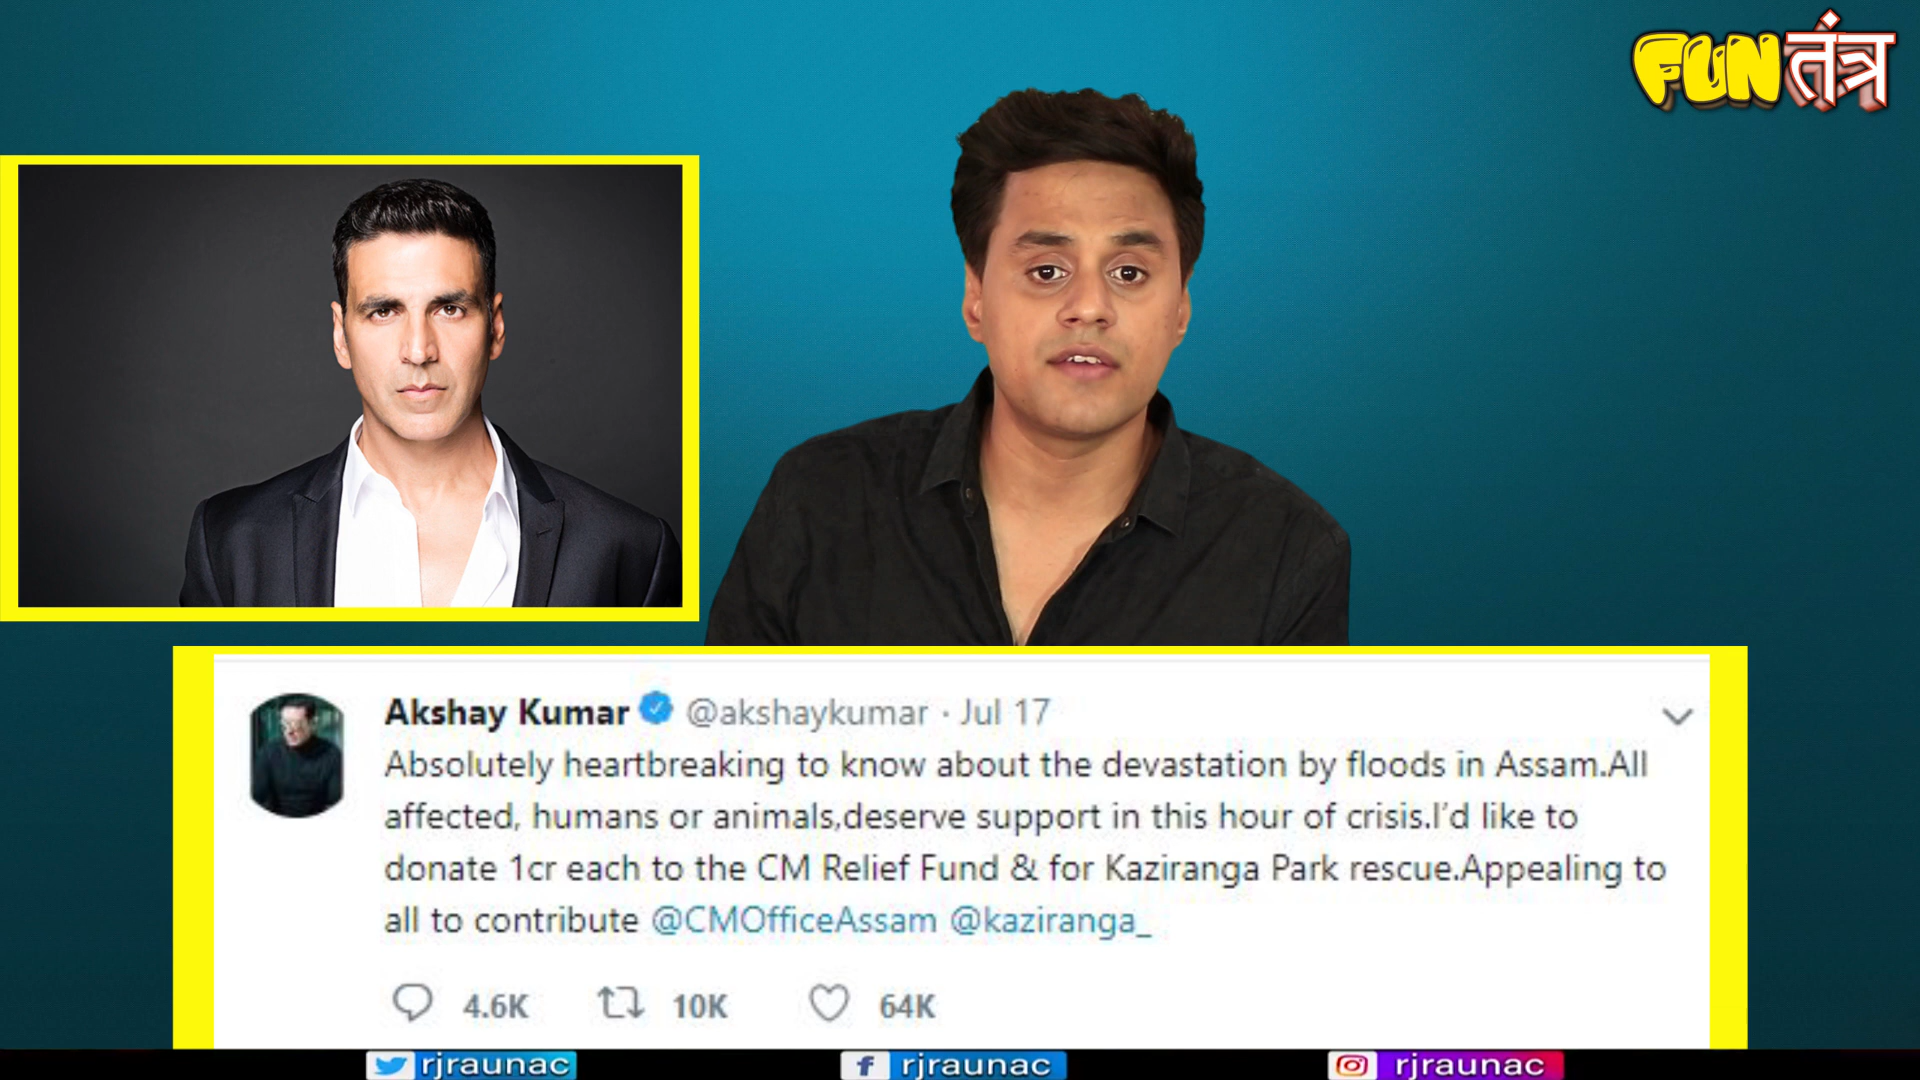 FUNतंत्र
Akshay Kumar @akshaykumar · Jul 17
Absolutely heartbreaking to know about the devastation by floods in Assam.All
affected, humans or animals,deserve support in this hour of crisis.I'd like to
donate 1cr each to the CM Relief Fund & for Kaziranga Park rescue.Appealing to
all to contribute @CMOfficeAssam @kaziranga_
4.6K 10K 64K
rjraunac f rjraunac rjraunac